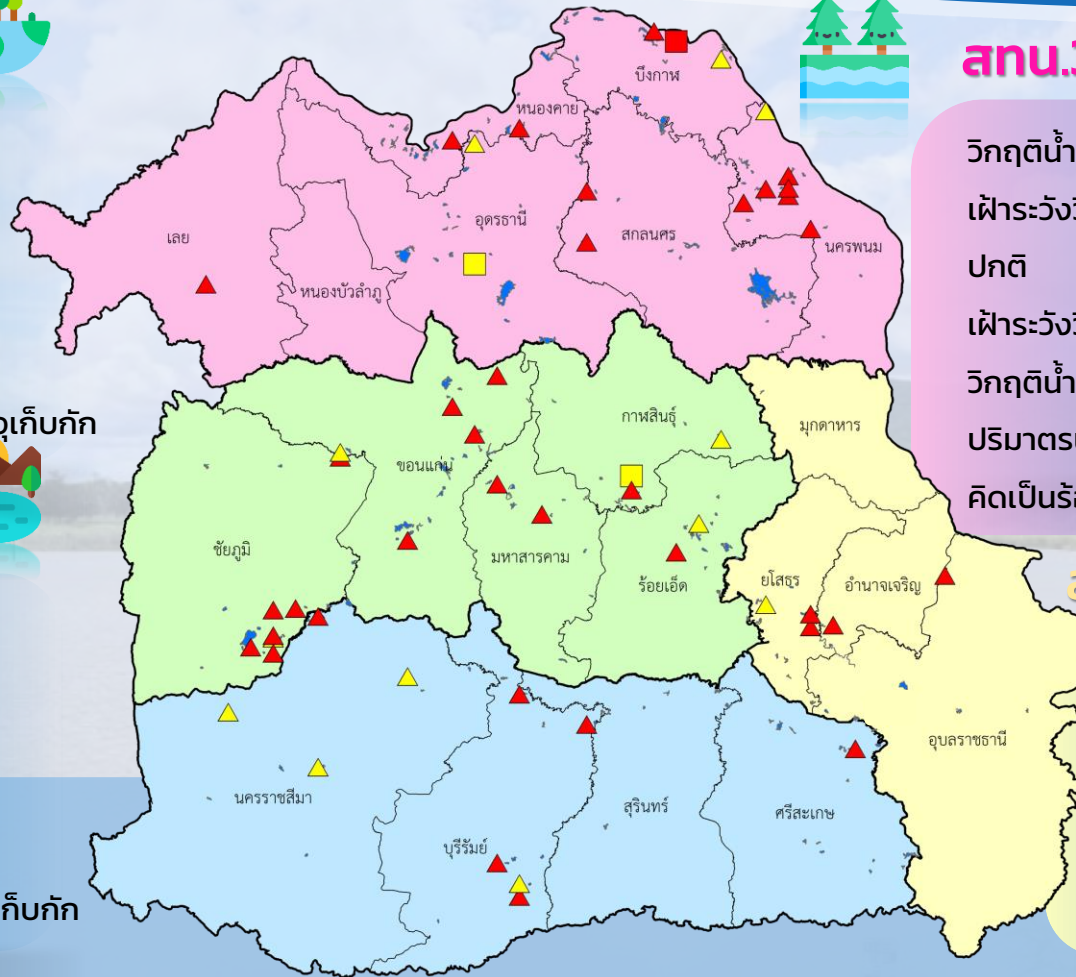 สทน.3
บึงกาฬ
หนองคาย
วิกฤติน้ำ
เฝ้าระวัง
อุดรธานี
สกลนคร
นครพนม
เลย
ปกติ
หนองบัวลำภู
เฝ้าระวัง
วิกฤติน้ำ
กาฬสินธุ์
มุกดาหาร
จุเก็บกัก
ขอนแก่น
คิดเป็นร้อ
ชัยภูมิ
มหาสารคาม
ร้อยเอ็ด
ยโสธร
อำนาจเจริญ
อุบลราชธานี
นครราชสีมา
สุรินทร์
ศรีสะเกษ
บุรีรัมย์
เก็บกัก